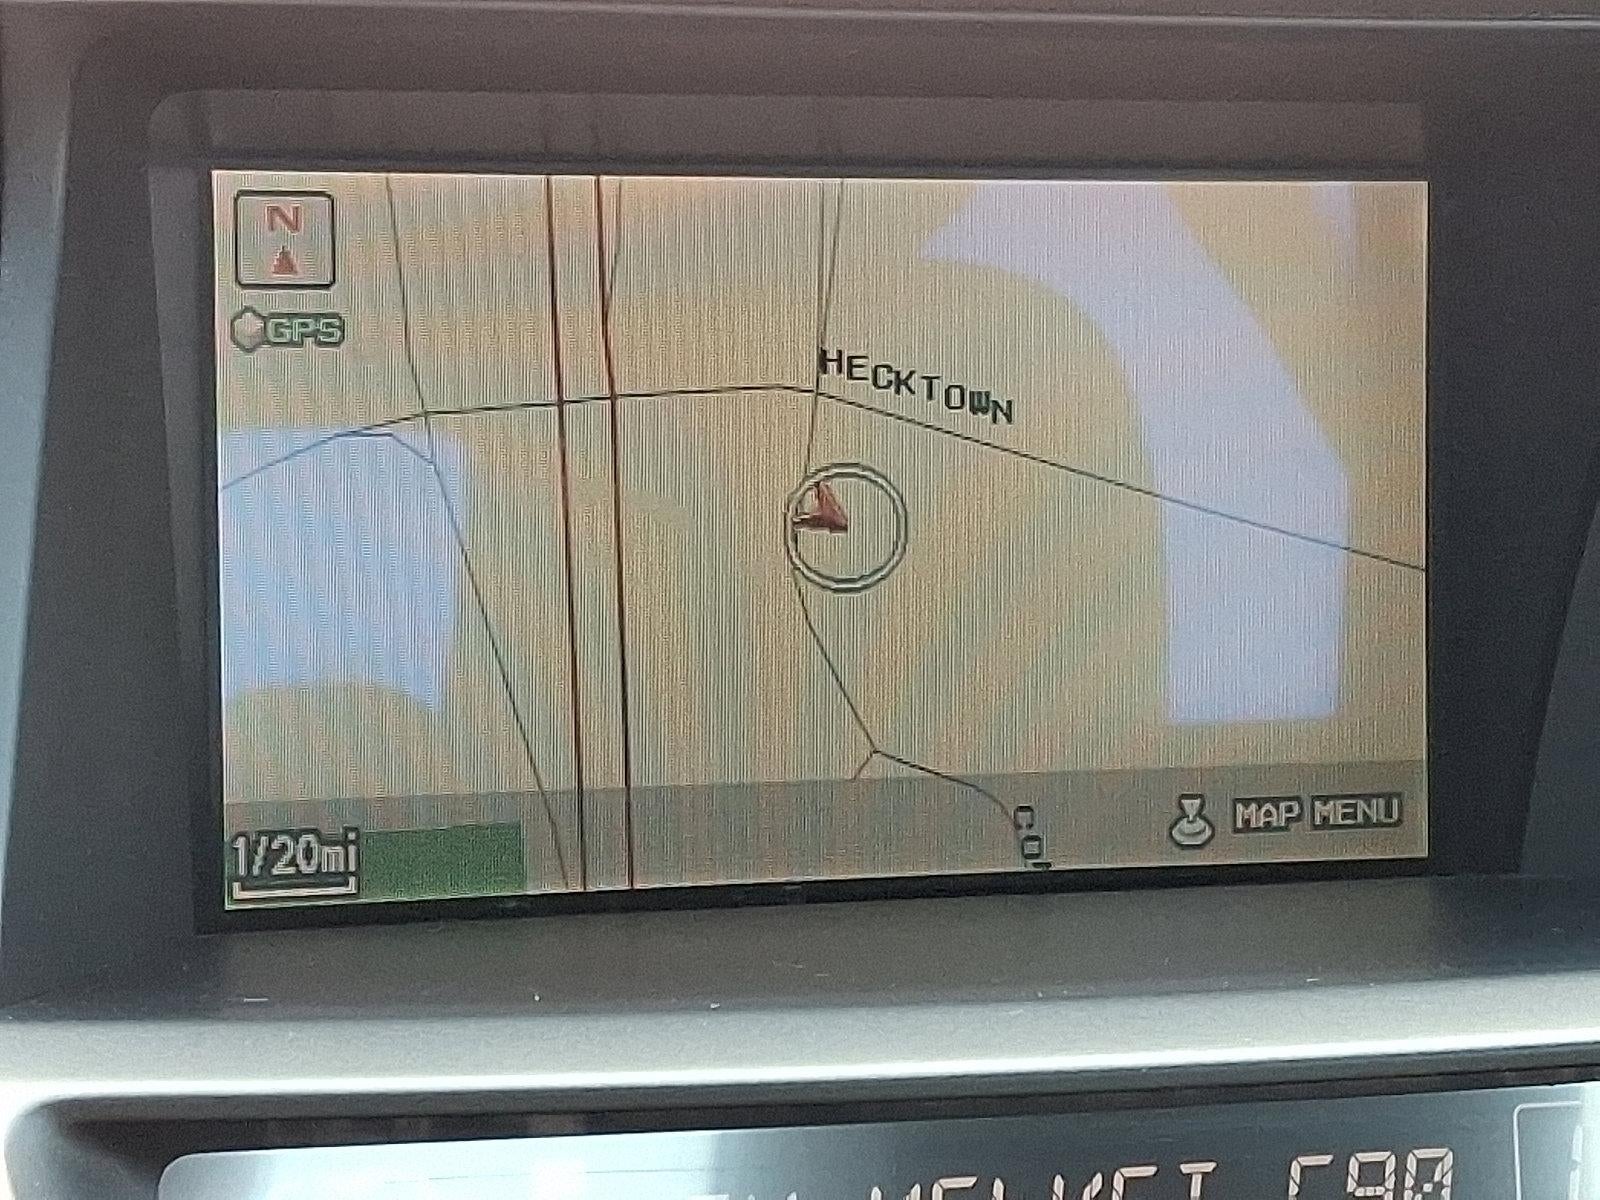 N
GPS
HECKTOWN
MAP MENU
1/20mi